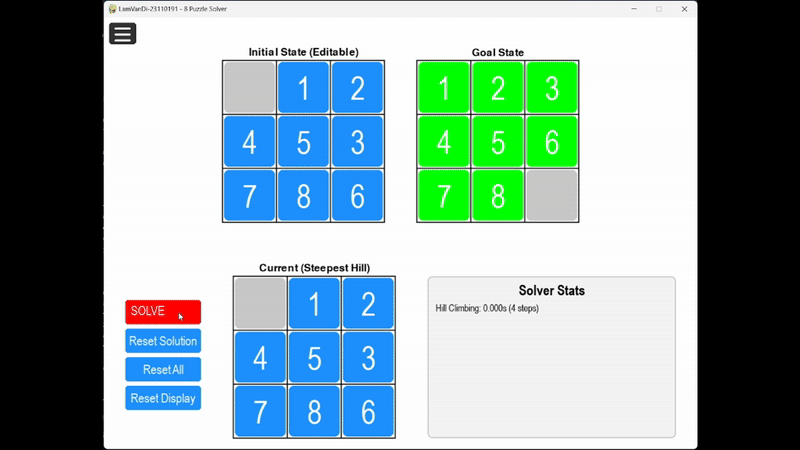 LamVanDi-23110191 - 8 Puzzle Solver
Initial State (Editable)
1 2
4 5 3
7 8 6
Goal State
1 2 3
4 5 6
7 8
Current (Steepest Hill)
1 2
4 5 3
7 8 6
SOLVE
Reset Solution
Reset All
Reset Display
Solver Stats
Hill Climbing: 0.000s (4 steps)